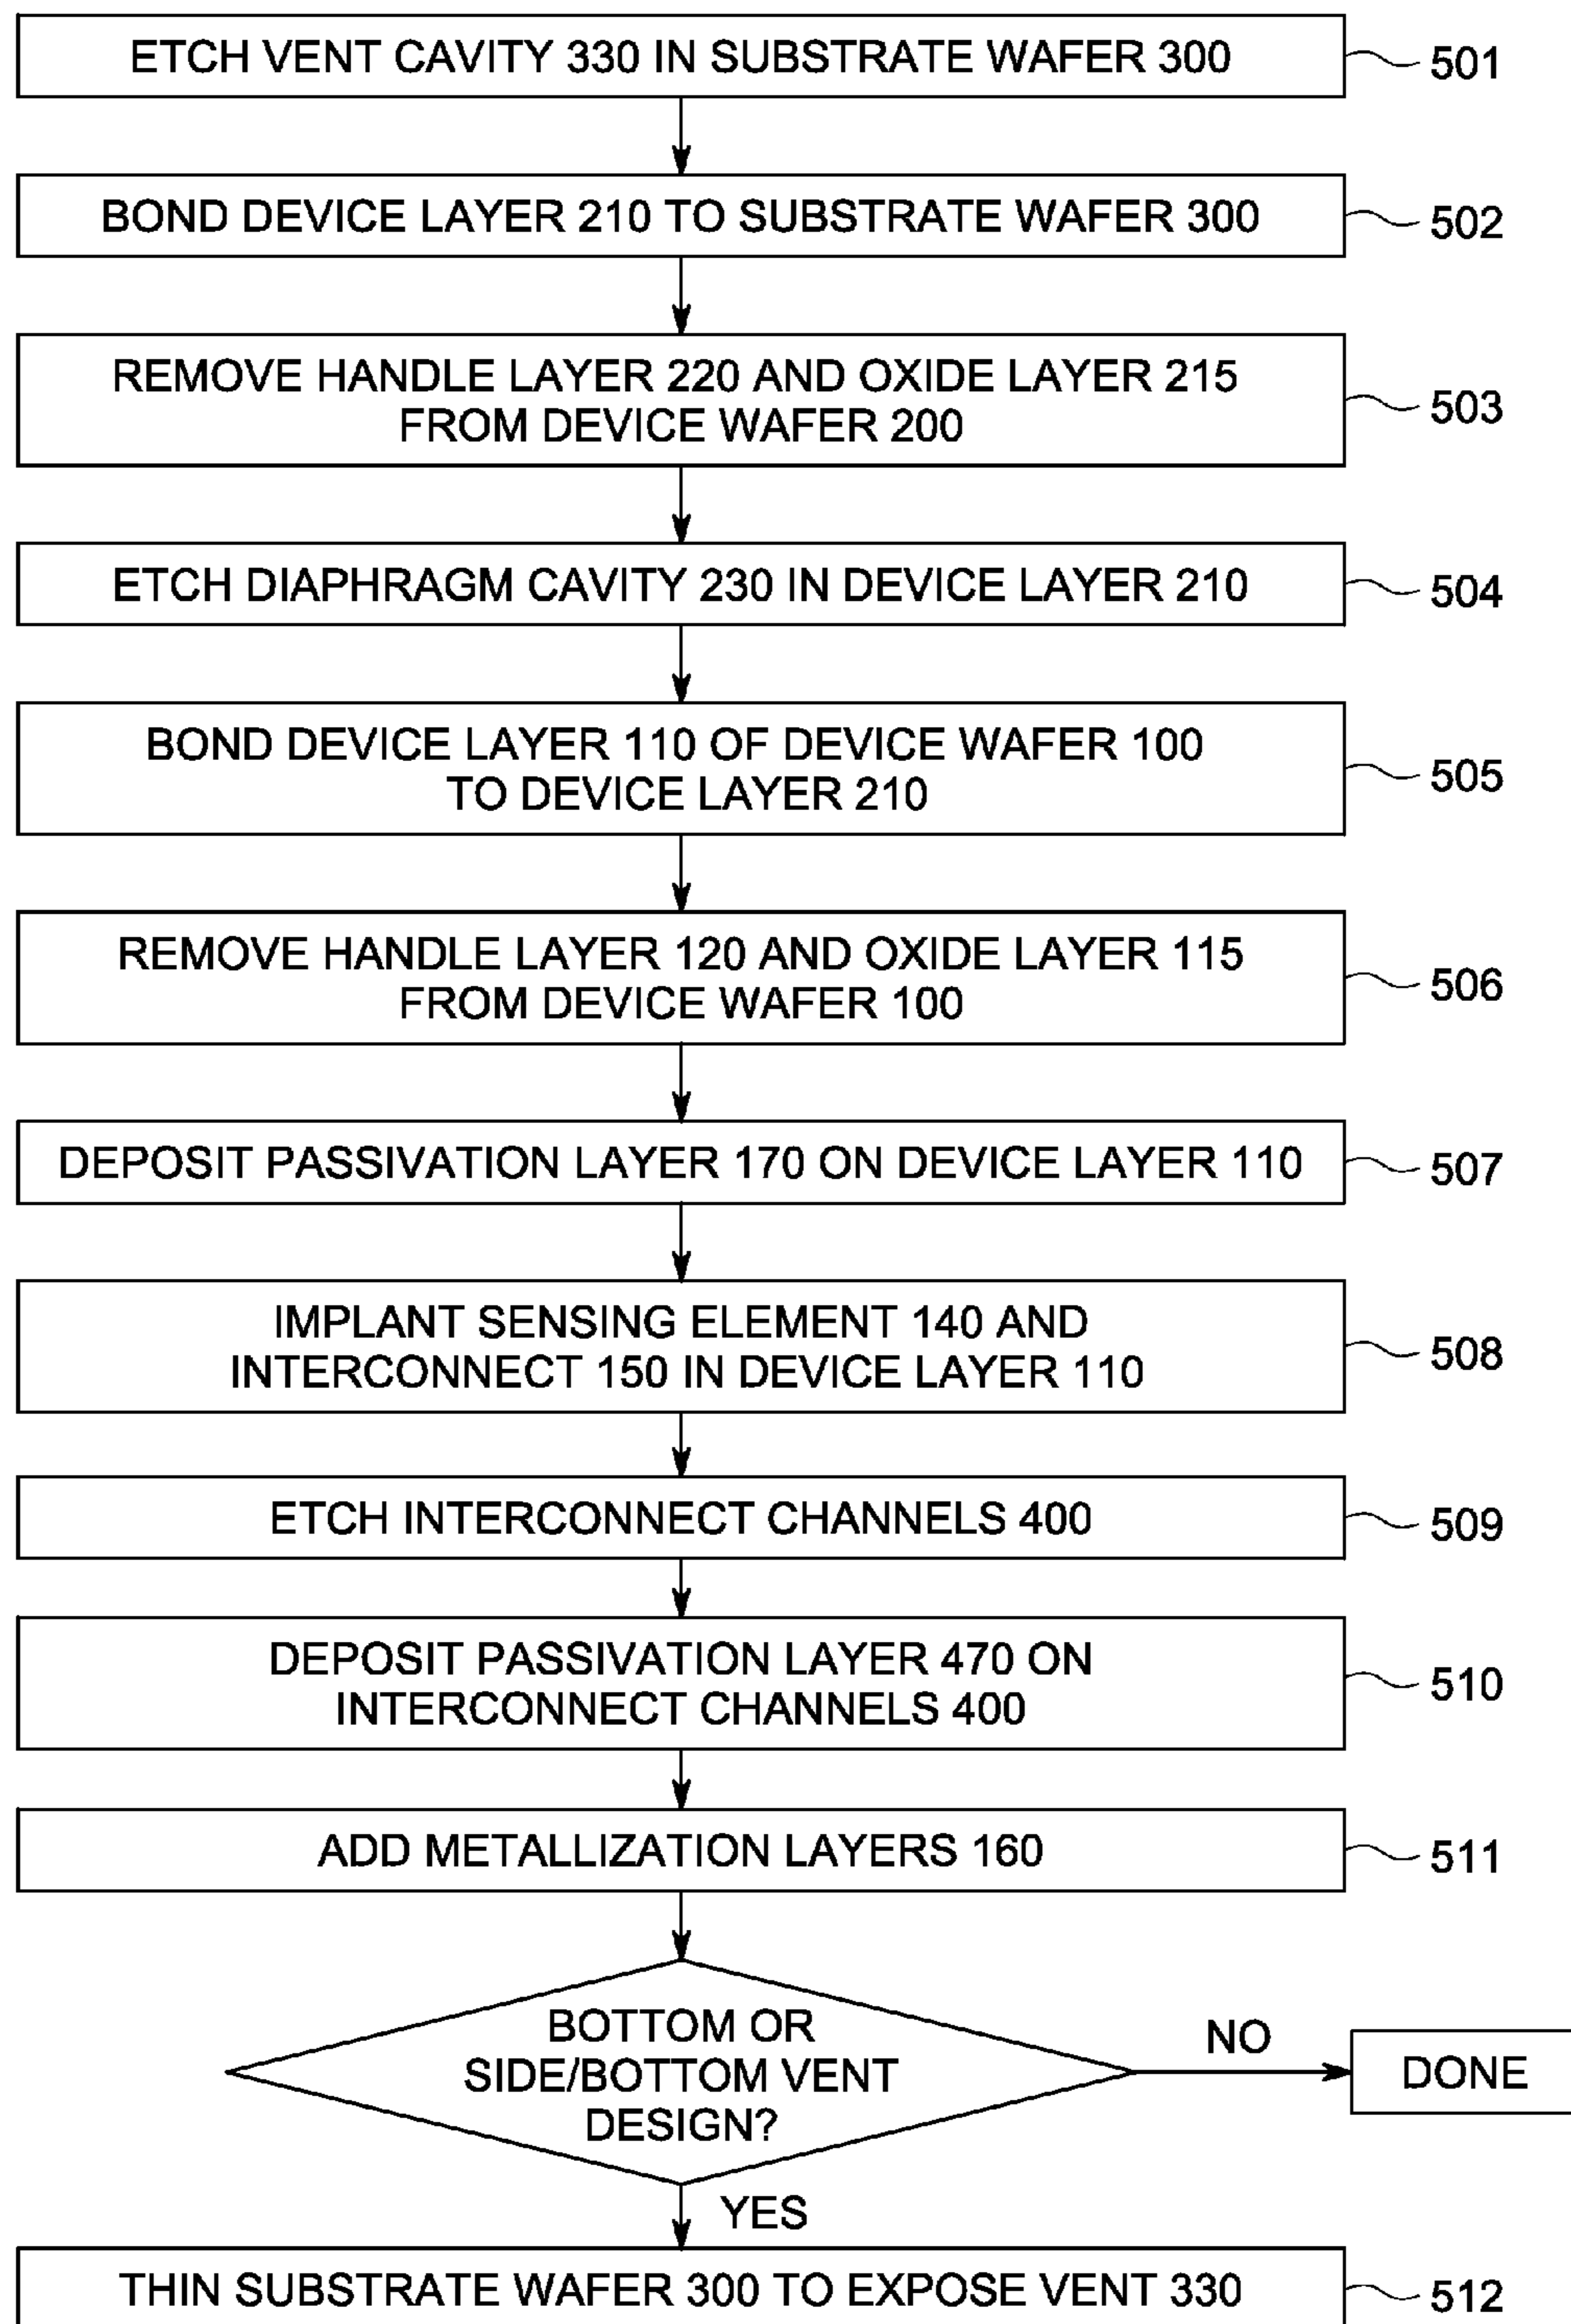 ETCH VENT CAVITY 330 IN SUBSTRATE WAFER 300
501
BOND DEVICE LAYER 210 TO SUBSTRATE WAFER 300
502
REMOVE HANDLE LAYER 220 AND OXIDE LAYER 215
FROM DEVICE WAFER 200
503
ETCH DIAPHRAGM CAVITY 230 IN DEVICE LAYER 210
504
BOND DEVICE LAYER 110 OF DEVICE WAFER 100
TO DEVICE LAYER 210
505
REMOVE HANDLE LAYER 120 AND OXIDE LAYER 115
FROM DEVICE WAFER 100
506
DEPOSIT PASSIVATION LAYER 170 ON DEVICE LAYER 110
507
IMPLANT SENSING ELEMENT 140 AND
INTERCONNECT 150 IN DEVICE LAYER 110
508
ETCH INTERCONNECT CHANNELS 400
509
DEPOSIT PASSIVATION LAYER 470 ON
INTERCONNECT CHANNELS 400
510
ADD METALLIZATION LAYERS 160
511
BOTTOM OR
SIDE/BOTTOM VENT
DESIGN?
NO
DONE
YES
THIN SUBSTRATE WAFER 300 TO EXPOSE VENT 330
512